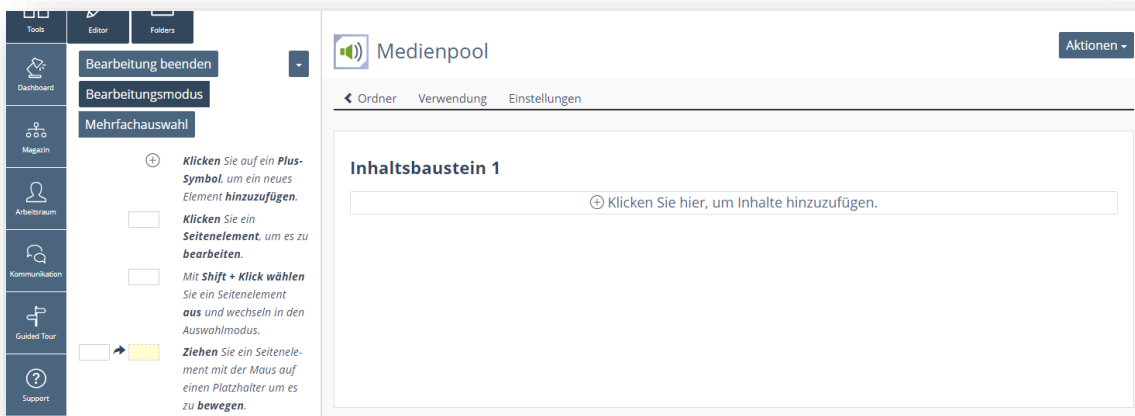 Tools
Editor
Folders
Dashboard
Magazin
Arbeitsraum
Kommunikation
Guided Tour
Support
Bearbeitung beenden
Bearbeitungsmodus
Mehrfachauswahl
Klicken Sie auf ein Plus-
Symbol, um ein neues
Element hinzuzufügen.
Klicken Sie ein
Seitenelement, um es zu
bearbeiten.
Mit Shift + Klick wählen
Sie ein Seitenelement
aus und wechseln in den
Auswahlmodus.
Ziehen Sie ein Seitenele-
ment mit der Maus auf
einen Platzhalter um es
zu bewegen.
Medienpool
Aktionen
Ordner Verwendung Einstellungen
Inhaltsbaustein 1
Klicken Sie hier, um Inhalte hinzuzufügen.